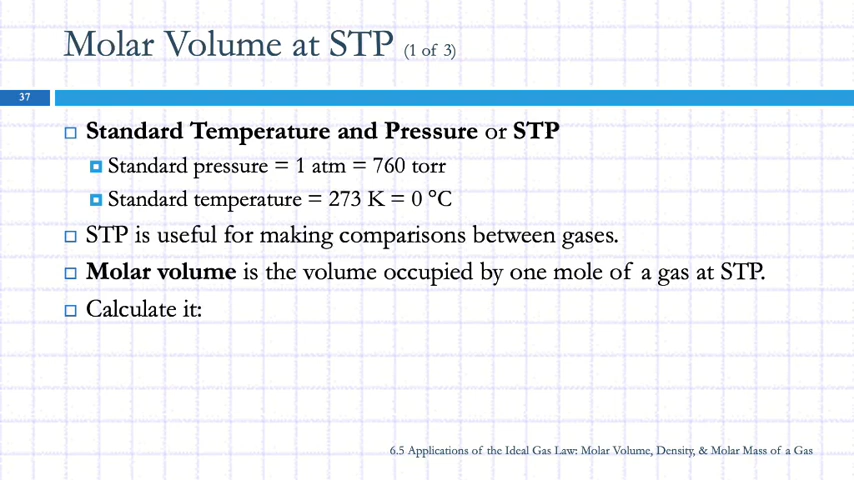 Molar Volume at STP (1 of 3)
37
Standard Temperature and Pressure or STP
Standard pressure = 1 atm = 760 torr
Standard temperature = 273 K = 0 °C
STP is useful for making comparisons between gases.
Molar volume is the volume occupied by one mole of a gas at STP.
Calculate it:
6.5 Applications of the Ideal Gas Law: Molar Volume, Density, & Molar Mass of a Gas